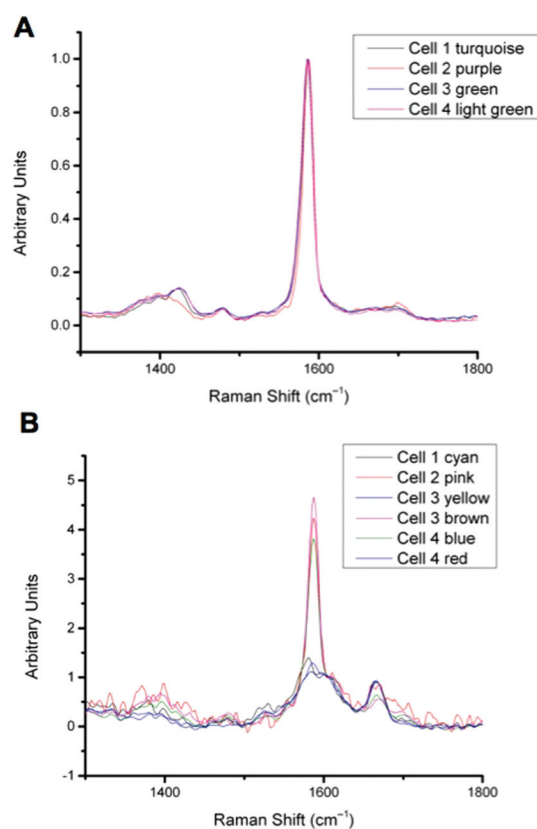 A
Cell 1 turquoise
Cell 2 purple
Cell 3 green
Cell 4 light green
1.0
0.8
0.6
0.4
0.2
0.0
Arbitrary Units
1400
1600
1800
Raman Shift (cm⁻¹)
B
Cell 1 cyan
Cell 2 pink
Cell 3 yellow
Cell 3 brown
Cell 4 blue
Cell 4 red
5
4
3
2
1
0
-1
Arbitrary Units
1400
1600
1800
Raman Shift (cm⁻¹)